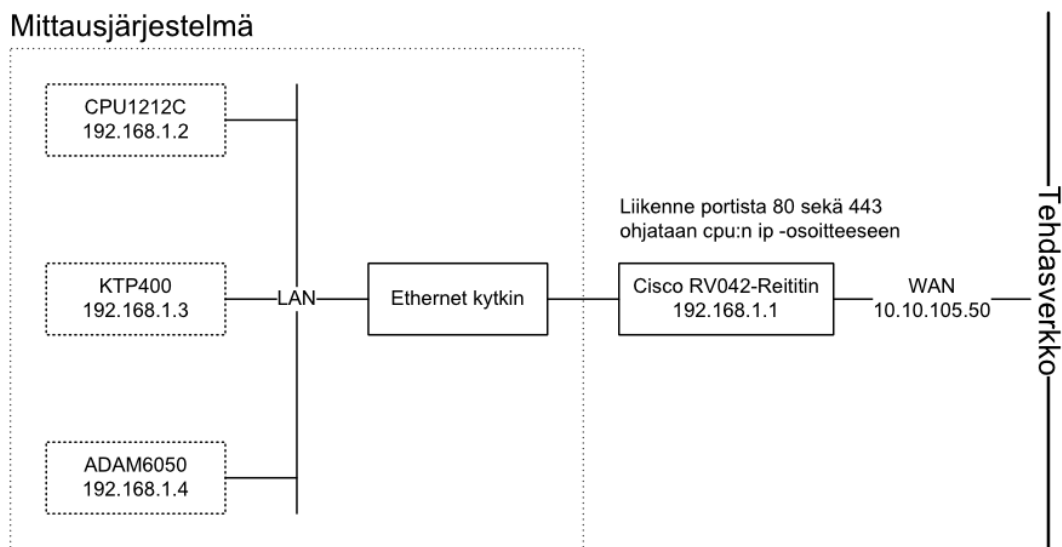 Mittausjärjestelmä
CPU1212C
192.168.1.2
KTP400
192.168.1.3
ADAM6050
192.168.1.4
LAN
Ethernet kytkin
Liikenne portista 80 sekä 443
ohjataan cpu:n ip -osoitteeseen
Cisco RV042-Reititin
192.168.1.1
WAN
10.10.105.50
Tehdasverkko